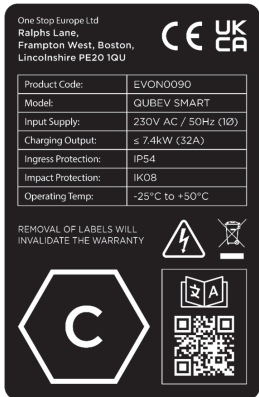 One Stop Europe Ltd
Ralphs Lane,
Frampton West, Boston,
Lincolnshire PE20 1QU
CE UK CA
Product Code: EVON0090
Model: QUBEV SMART
Input Supply: 230V AC / 50Hz (1Ø)
Charging Output: ≤ 7.4kW (32A)
Ingress Protection: IP54
Impact Protection: IK08
Operating Temp: -25°C to +50°C
REMOVAL OF LABELS WILL
INVALIDATE THE WARRANTY
C
A